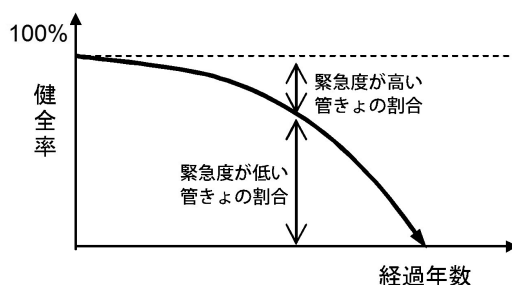 100%
健全率
緊急度が高い
管きょの割合
緊急度が低い
管きょの割合
経過年数